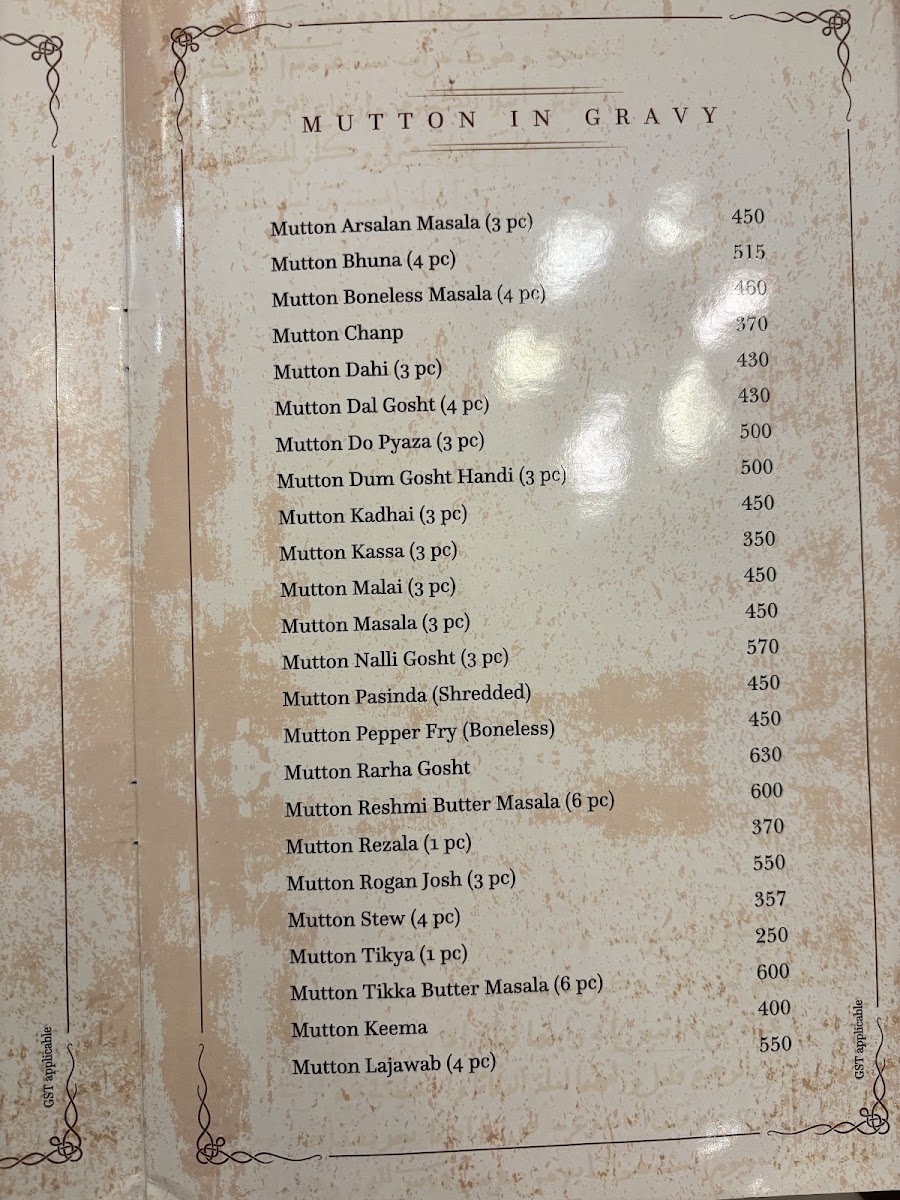 MUTTON IN GRAVY
Mutton Arsalan Masala (3 pc) 450
Mutton Bhuna (4 pc) 515
Mutton Boneless Masala (4 pc) 460
Mutton Chanp 370
Mutton Dahi (3 pc) 430
Mutton Dal Gosht (4 pc) 430
Mutton Do Pyaza (3 pc) 500
Mutton Dum Gosht Handi (3 pc) 500
Mutton Kadhai (3 pc) 450
Mutton Kassa (3 pc) 350
Mutton Malai (3 pc) 450
Mutton Masala (3 pc) 450
Mutton Nalli Gosht (3 pc) 570
Mutton Pasinda (Shredded) 450
Mutton Pepper Fry (Boneless) 450
Mutton Rarha Gosht 630
Mutton Reshmi Butter Masala (6 pc) 600
Mutton Rezala (1 pc) 370
Mutton Rogan Josh (3 pc) 550
Mutton Stew (4 pc) 357
Mutton Tikya (1 pc) 250
Mutton Tikka Butter Masala (6 pc) 600
Mutton Keema 400
Mutton Lajawab (4 pc) 550
GST applicable
GST applicable